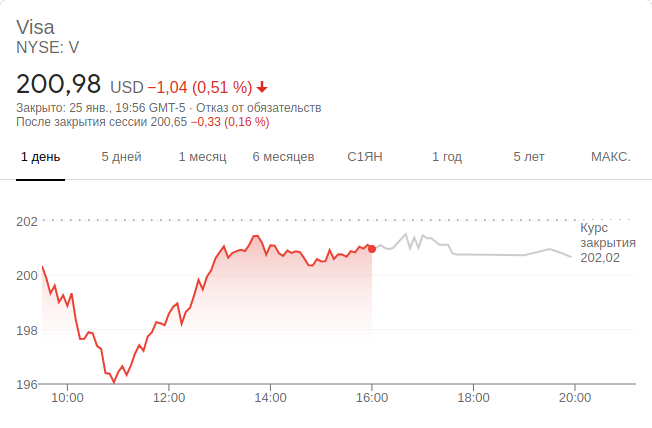 Visa
NYSE: V
200,98 USD −1,04 (0,51 %)
Закрыто: 25 янв., 19:56 GMT-5 · Отказ от обязательств
После закрытия сессии 200,65 −0,33 (0,16 %)
1 день 5 дней 1 месяц 6 месяцев С1ЯН 1 год 5 лет МАКС.
202
Курс
закрытия
202,02
200
198
196
10:00 12:00 14:00 16:00 18:00 20:00